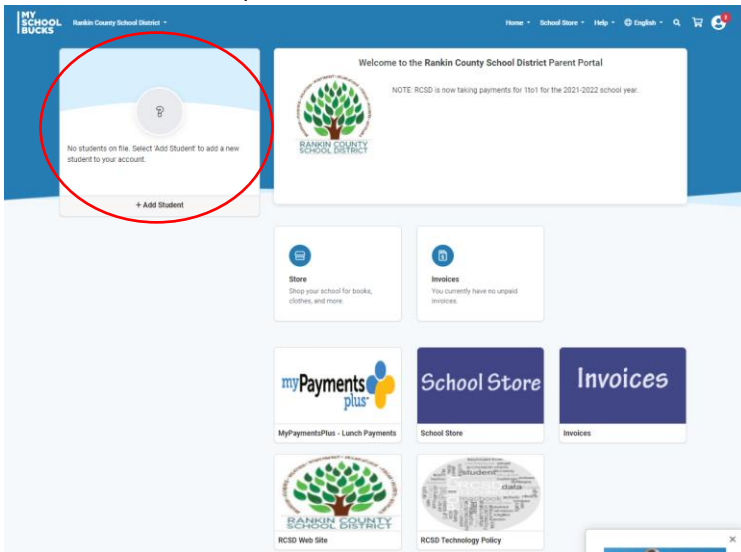 MY
SCHOOL
BUCKS
Rankin County School District
Home
School Store
Help
English
Welcome to the Rankin County School District Parent Portal
NOTE: RCSD is now taking payments for 1to1 for the 2021-2022 school year.
RANKIN COUNTY
SCHOOL DISTRICT
?
No students on file. Select 'Add Student' to add a new
student to your account.
+ Add Student
Store
Shop your school for books,
clothes, and more.
Invoices
You currently have no unpaid
invoices.
myPayments
plus
School Store
Invoices
MyPaymentsPlus - Lunch Payments
School Store
Invoices
RANKIN COUNTY
SCHOOL DISTRICT
student
data
RCSD
RCSD Web Site
RCSD Technology Policy